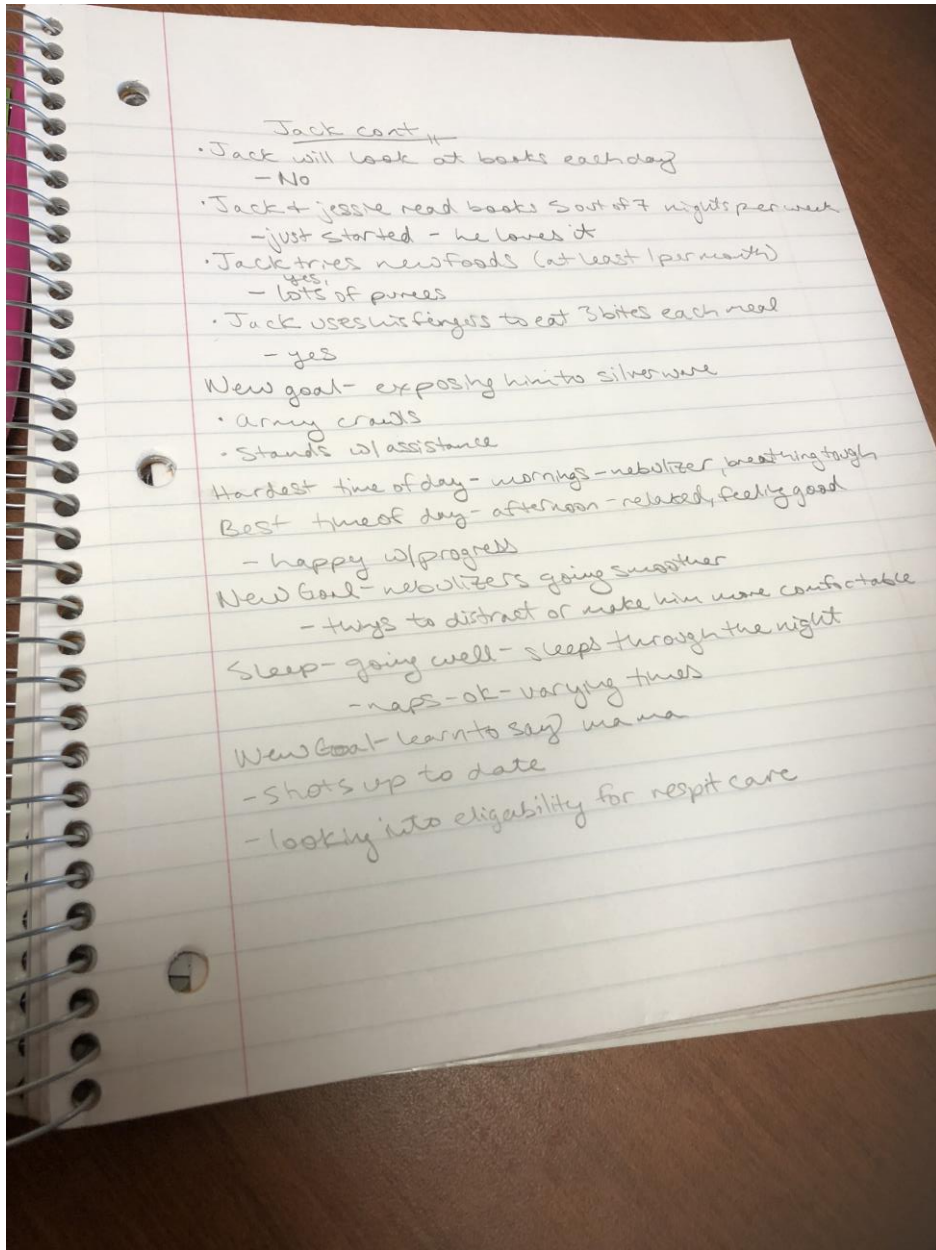 Jack cont "
· Jack will look at books each day
- No
· Jack + jessie read books 5 out of 7 nights per week
- just started - he loves it
· Jack tries new foods (at least 1 per month)
- yes, lots of purees
· Jack uses his fingers to eat 3 bites each meal
- yes
New goal - exposing him to silverware
· army crawls
· Stands w/ assistance
Hardest time of day - mornings - nebulizer, breathing tough
Best time of day - afternoon - relaxed, feeling good
- happy w/ progress
New Goal - nebulizers going smoother
- things to distract or make him more comfortable
Sleep - going well - sleeps through the night
- naps - ok - varying times
New Goal - learn to say mama
- shots up to date
- looking into eligability for respit care